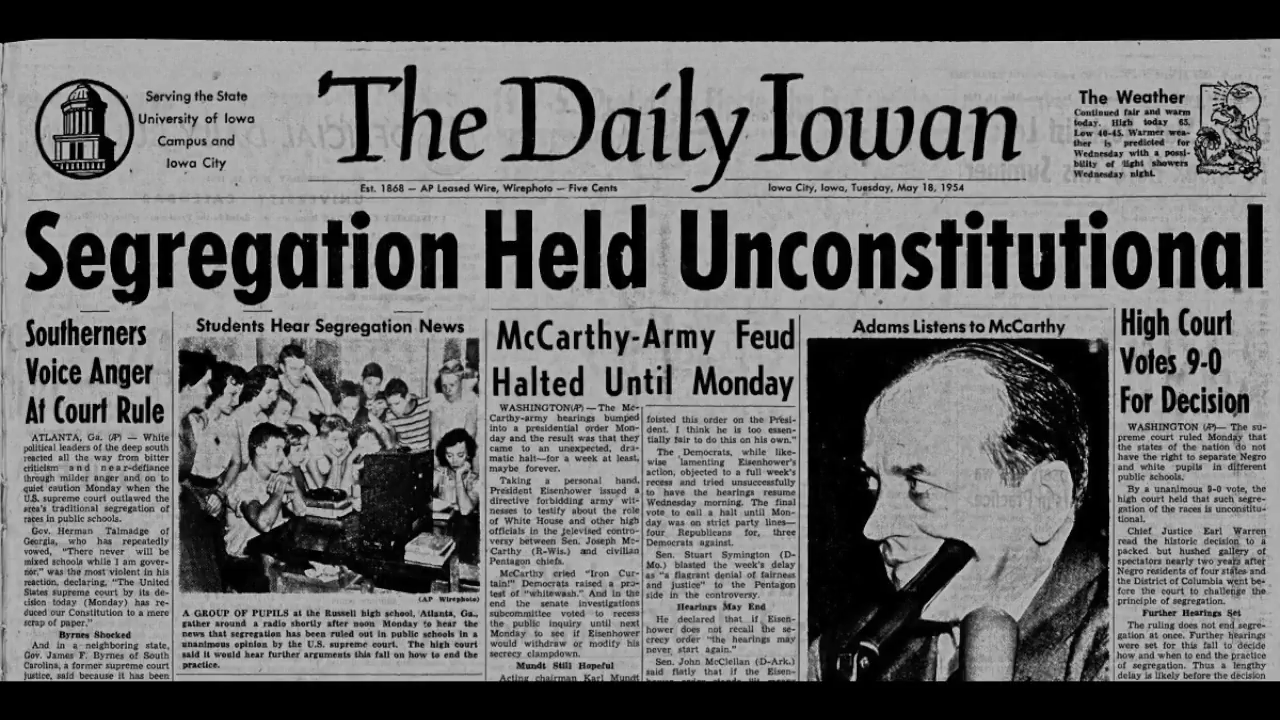 Serving the State
University of Iowa
Campus and
Iowa City
The Daily Iowan
The Weather
Continued fair and warm
today. High today 65.
Low 40-45. Warmer wea-
ther is predicted for
Wednesday with a possi-
bility of light showers
Wednesday night.
Est. 1868 — AP Leased Wire, Wirephoto — Five Cents
Iowa City, Iowa, Tuesday, May 18, 1954
Segregation Held Unconstitutional
Southerners
Voice Anger
At Court Rule
ATLANTA, Ga. (AP) — White
political leaders of the deep south
reacted all the way from bitter
criticism and near-defiance
through milder anger and on to
quiet caution Monday when the
U.S. supreme court outlawed the
area's traditional segregation of
races in public schools.
Gov. Herman Talmadge of
Georgia, who has repeatedly
vowed, "There never will be
mixed schools while I am gover-
nor," was the most violent in his
reaction, declaring, "The United
States supreme court by its de-
cision today (Monday) has re-
duced our Constitution to a mere
scrap of paper."
Byrnes Shocked
And in a neighboring state,
Gov. James F. Byrnes of South
Carolina, a former supreme court
justice, said because it has been
Students Hear Segregation News
(AP Wirephoto)
A GROUP OF PUPILS at the Russell high school, Atlanta, Ga.,
gather around a radio shortly after noon Monday to hear the
news that segregation has been ruled out in public schools in a
unanimous opinion by the U.S. supreme court. The high court
said it would hear further arguments this fall on how to end the
practice.
McCarthy-Army Feud
Halted Until Monday
WASHINGTON (AP) — The Mc-
Carthy-army hearings bumped
into a presidential order Mon-
day and the result was that they
came to an unexpected, dra-
matic halt—for a week at least,
maybe forever.
Taking a personal hand,
President Eisenhower issued a
directive forbidding army wit-
nesses to testify about the role
of White House and other high
officials in the televised contro-
versy between Sen. Joseph Mc-
Carthy (R-Wis.) and civilian
Pentagon chiefs.
McCarthy cried "Iron Cur-
tain!" Democrats raised a pro-
test of "whitewash." And in the
end the senate investigations
subcommittee voted to recess
the public inquiry until next
Monday to see if Eisenhower
would withdraw or modify his
secrecy clampdown.
Mundt Still Hopeful
Acting chairman Karl Mundt
foisted this order on the Presi-
dent. I think he is too essen-
tially fair to do this on his own."
The Democrats, while like-
wise lamenting Eisenhower's
action, objected to a full week's
recess and tried unsuccessfully
to have the hearings resume
Wednesday morning. The final
vote to call a halt until Mon-
day was on strict party lines—
four Republicans for, three
Democrats against.
Sen. Stuart Symington (D-
Mo.) blasted the week's delay
as "a flagrant denial of fairness
and justice" to the Pentagon
side in the controversy.
Hearings May End
He declared that if Eisen-
hower does not recall the se-
crecy order "the hearings may
never start again."
Sen. John McClellan (D-Ark.)
said flatly that if the Eisen-
Adams Listens to McCarthy
High Court
Votes 9-0
For Decision
WASHINGTON (AP) — The su-
preme court ruled Monday that
the states of the nation do not
have the right to separate Negro
and white pupils in different
public schools.
By a unanimous 9-0 vote, the
high court held that such segre-
gation of the races is unconstitu-
tional.
Chief Justice Earl Warren
read the historic decision to a
packed but hushed gallery of
spectators nearly two years after
Negro residents of four states and
the District of Columbia went be-
fore the court to challenge the
principle of segregation.
Further Hearings Set
The ruling does not end segre-
gation at once. Further hearings
were set for this fall to decide
how and when to end the practice
of segregation. Thus a lengthy
delay is likely before the decision